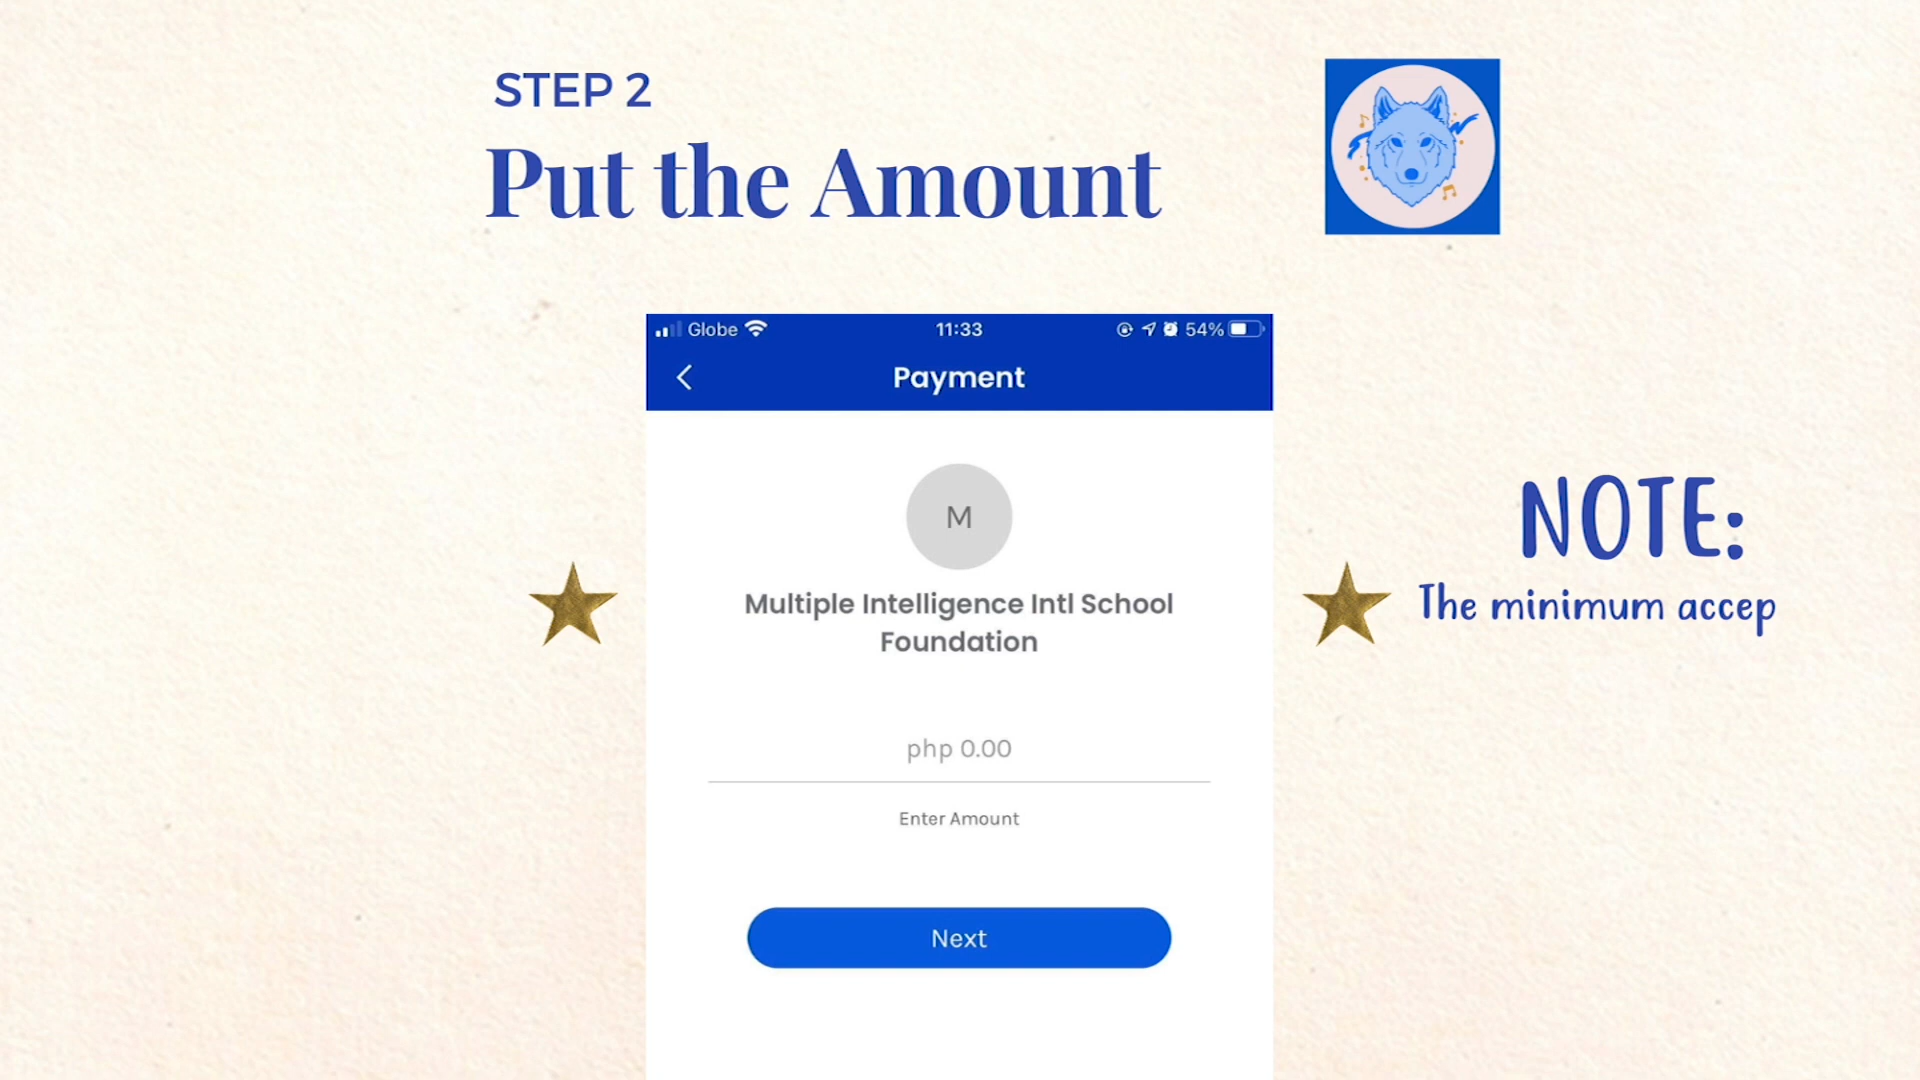 STEP 2
Put the Amount
Globe 11:33 54%
Payment
M
Multiple Intelligence Intl School
Foundation
php 0.00
Enter Amount
Next
NOTE:
The minimum accep